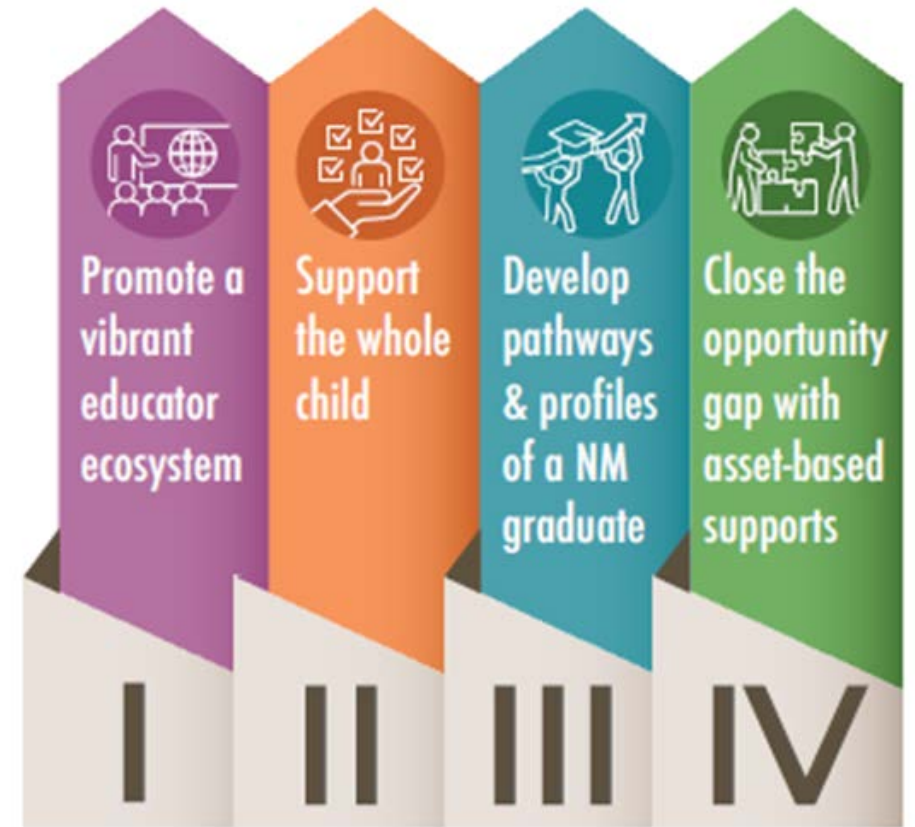 Promote a
vibrant
educator
ecosystem
Support
the whole
child
Develop
pathways
& profiles
of a NM
graduate
Close the
opportunity
gap with
asset-based
supports
I
II
III
IV